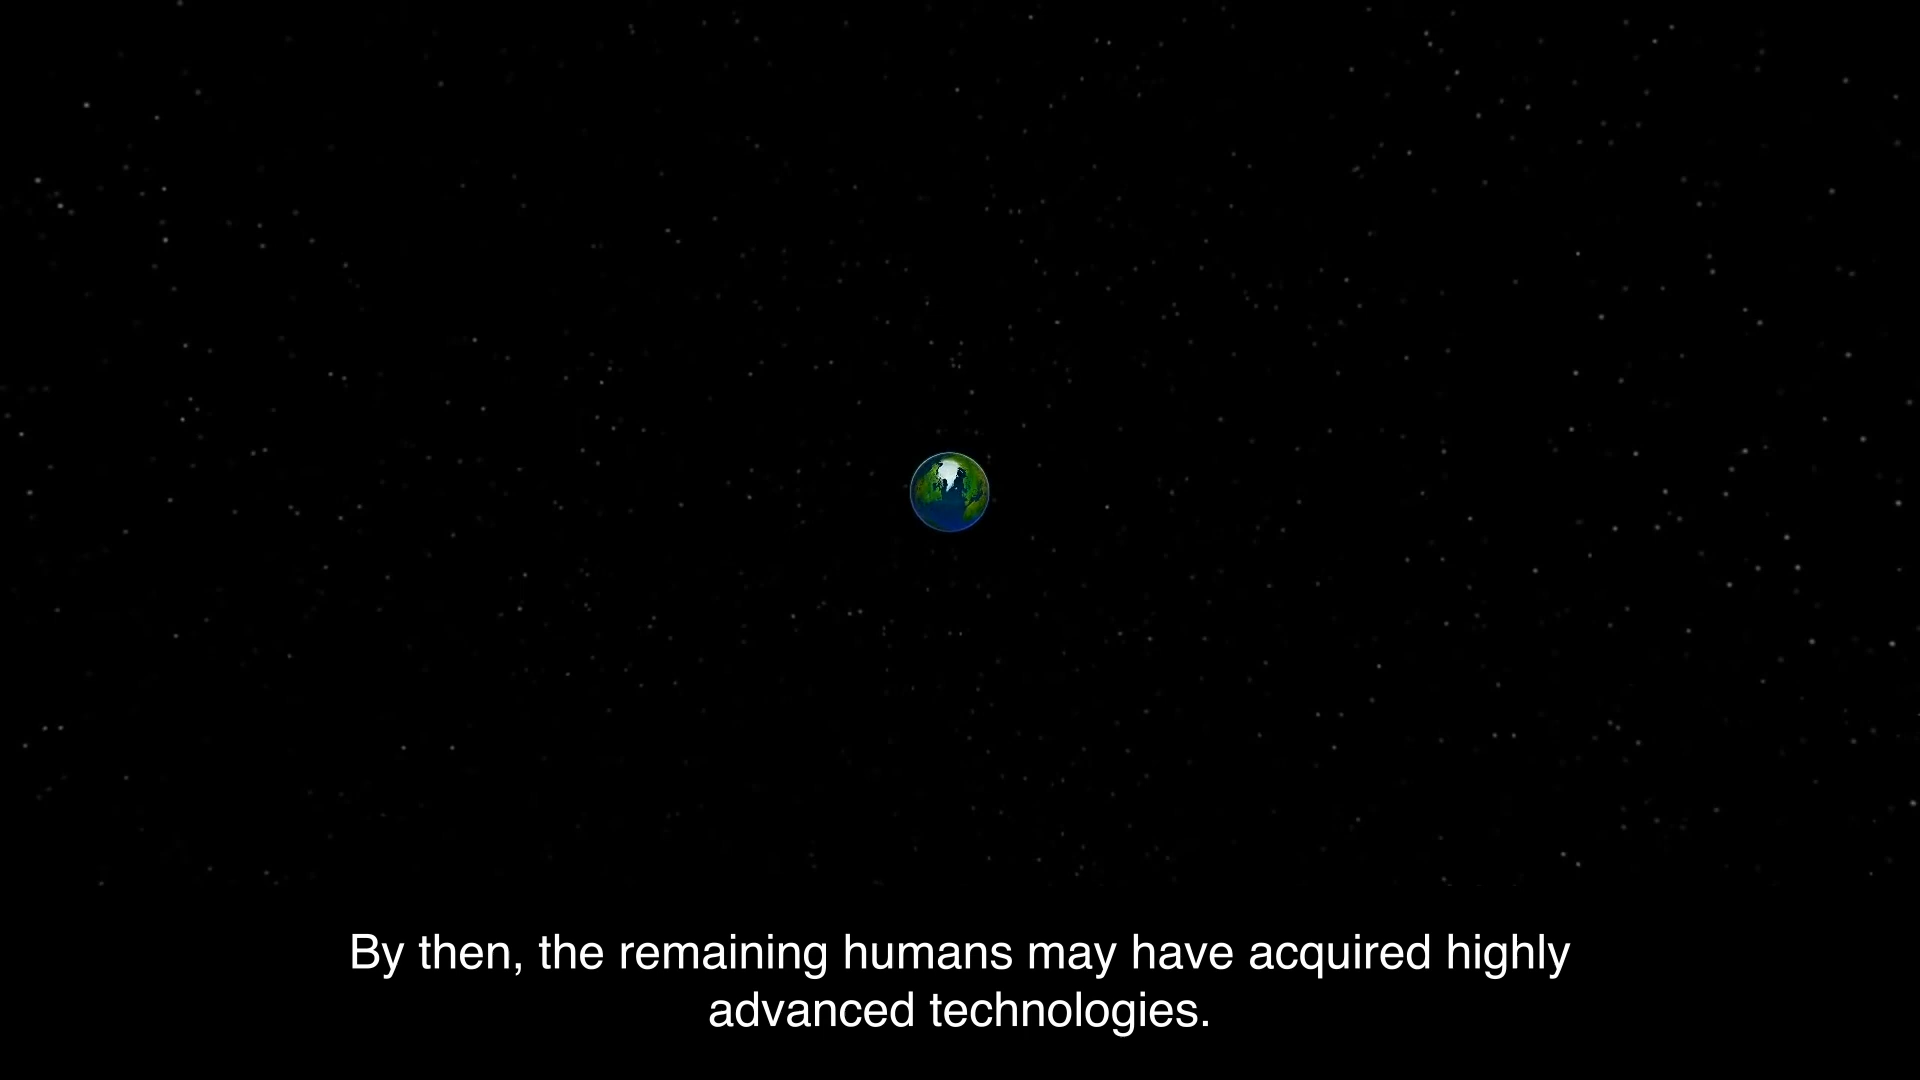 By then, the remaining humans may have acquired highly
advanced technologies.